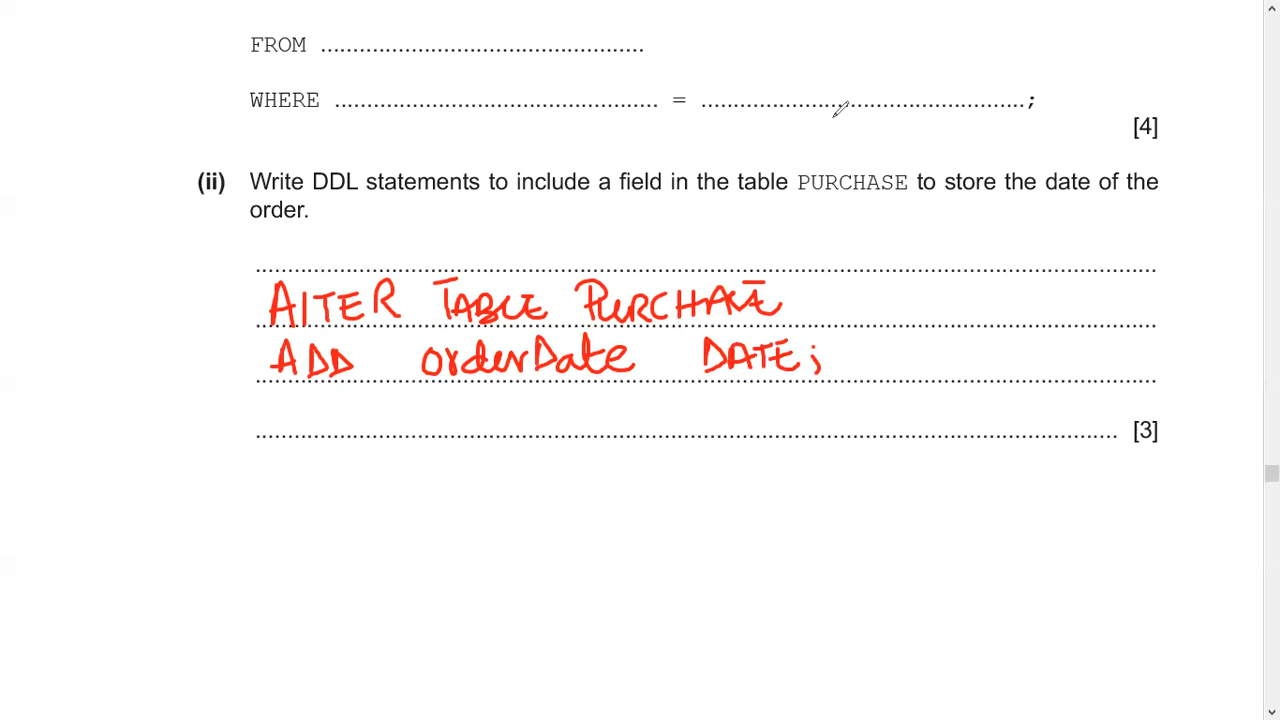 FROM ..................................................
WHERE .................................................. = ..................................................;
[4]
(ii) Write DDL statements to include a field in the table PURCHASE to store the date of the
order.
ALTER TABLE PURCHASE
ADD orderDate DATE;
[3]